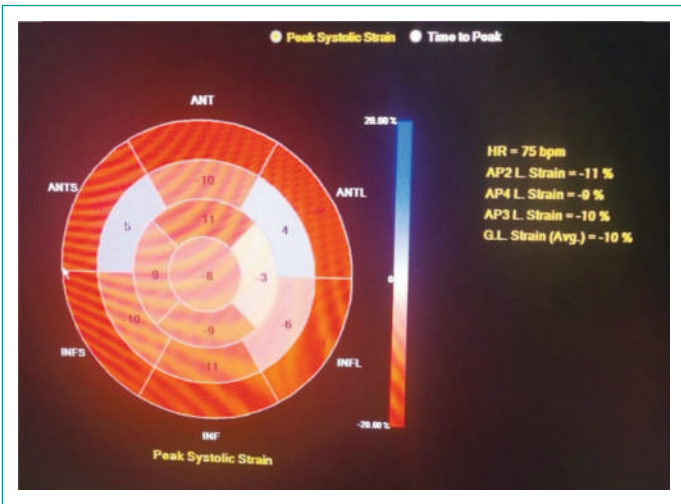 Peak Systolic Strain Time to Peak
ANT
20.00 %
HR = 75 bpm
AP2 L. Strain = -11 %
ANTS -10 ANTL
AP4 L. Strain = -9 %
-11
AP3 L. Strain = -10 %
5 4
G.L. Strain (Avg.) = -10 %
9 -8 -3 0
-10 -6
-9
INFS -11 INFL
INF
-20.00 %
Peak Systolic Strain